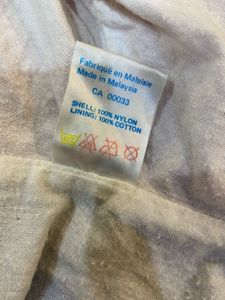 Fabriqué en Malaisie
Made in Malaysia
CA 00033
SHELL: 100% NYLON
LINING: 100% COTTON